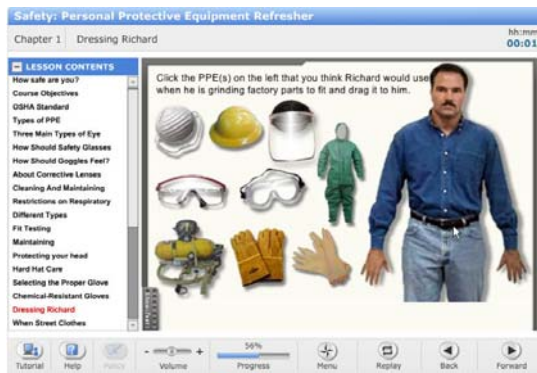 Safety: Personal Protective Equipment Refresher
Chapter 1 Dressing Richard
hh:mm
00:01
LESSON CONTENTS
How safe are you?
Course Objectives
OSHA Standard
Types of PPE
Three Main Types of Eye
How Should Safety Glasses
How Should Goggles Feel?
About Corrective Lenses
Cleaning And Maintaining
Restrictions on Respiratory
Different Types
Fit Testing
Maintaining
Protecting your head
Hard Hat Care
Selecting the Proper Glove
Chemical-Resistant Gloves
Dressing Richard
When Street Clothes
Click the PPE(s) on the left that you think Richard would use
when he is grinding factory parts to fit and drag it to him.
Tutorial
Help
Policy
- +
Volume
56%
Progress
Menu
Replay
Back
Forward